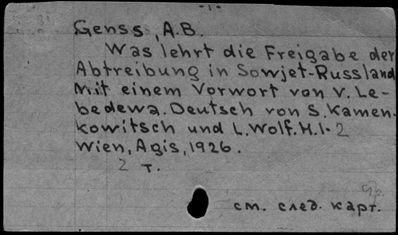 -1-
Genss, A.B.
Was lehrt die Freigabe der
Abtreibung in Sowjet-Russland
Mit einem Vorwort von V. Le-
bedewa. Deutsch von S. Kamen-
kowitsch und L. Wolf. H.1-2
Wien, Agis, 1926.
2 т.
см. след. карт.